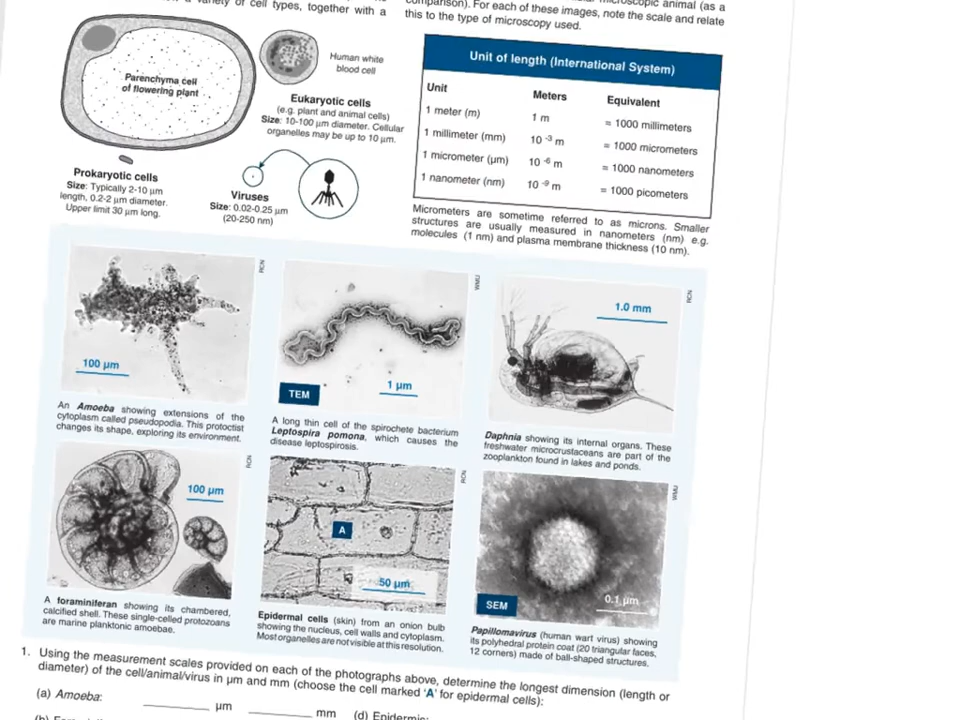 variety of cell types, together with a
microscopic animal (as a
comparison). For each of these images, note the scale and relate
this to the type of microscopy used.
Parenchyma cell
of flowering plant
Human white
blood cell
Eukaryotic cells
(e.g. plant and animal cells)
Size: 10-100 µm diameter. Cellular
organelles may be up to 10 µm.
Prokaryotic cells
Size: Typically 2-10 µm
length, 0.2-2 µm diameter.
Upper limit 30 µm long.
Viruses
Size: 0.02-0.25 µm
(20-250 nm)
Unit of length (International System)
Unit Meters Equivalent
1 meter (m) 1 m = 1000 millimeters
1 millimeter (mm) 10⁻³ m = 1000 micrometers
1 micrometer (µm) 10⁻⁶ m = 1000 nanometers
1 nanometer (nm) 10⁻⁹ m = 1000 picometers
Micrometers are sometime referred to as microns. Smaller
structures are usually measured in nanometers (nm) e.g.
molecules (1 nm) and plasma membrane thickness (10 nm).
RCN
100 µm
An Amoeba showing extensions of the
cytoplasm called pseudopodia. This protoctist
changes its shape, exploring its environment.
WMU
TEM
1 µm
A long thin cell of the spirochete bacterium
Leptospira pomona, which causes the
disease leptospirosis.
RCN
1.0 mm
Daphnia showing its internal organs. These
freshwater microcrustaceans are part of the
zooplankton found in lakes and ponds.
RCN
100 µm
A foraminiferan showing its chambered,
calcified shell. These single-celled protozoans
are marine planktonic amoebae.
RCN
A
50 µm
Epidermal cells (skin) from an onion bulb
showing the nucleus, cell walls and cytoplasm.
Most organelles are not visible at this resolution.
WMU
SEM
0.1 µm
Papillomavirus (human wart virus) showing
its polyhedral protein coat (20 triangular faces,
12 corners) made of ball-shaped structures.
1. Using the measurement scales provided on each of the photographs above, determine the longest dimension (length or
diameter) of the cell/animal/virus in µm and mm (choose the cell marked 'A' for epidermal cells):
(a) Amoeba: µm mm (d) Epidermis: